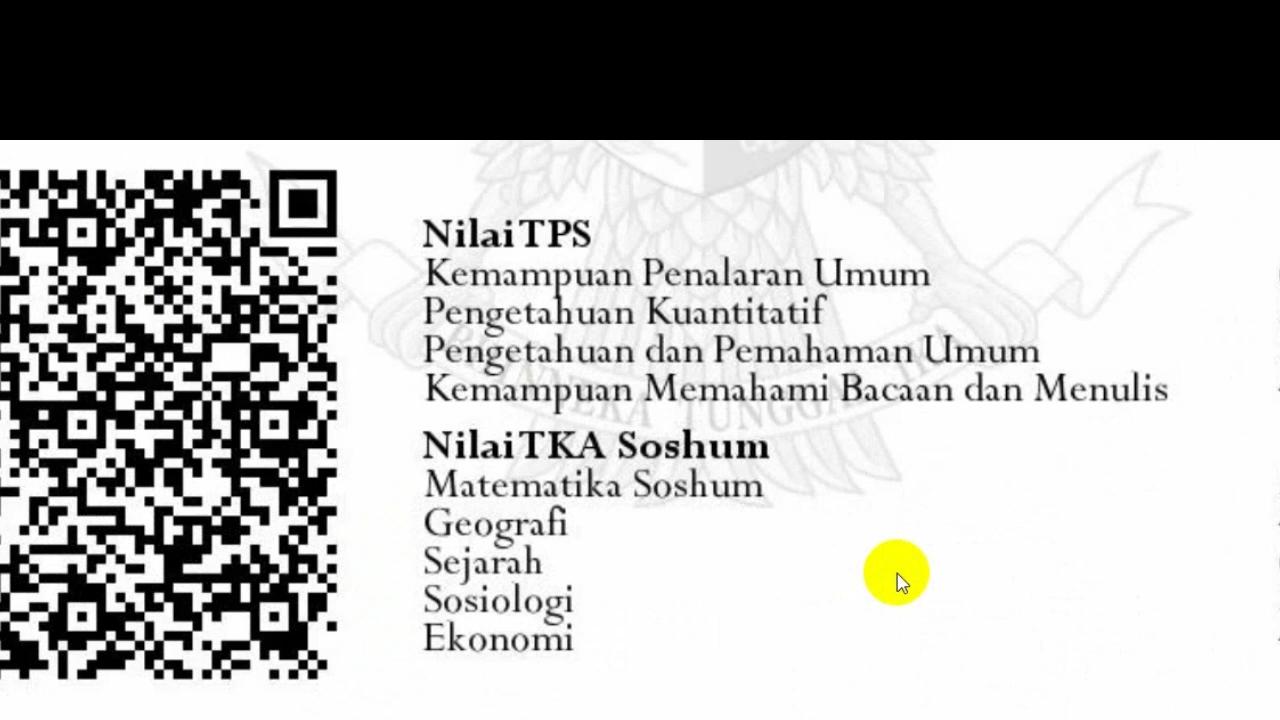 Nilai TPS
Kemampuan Penalaran Umum
Pengetahuan Kuantitatif
Pengetahuan dan Pemahaman Umum
Kemampuan Memahami Bacaan dan Menulis
Nilai TKA Soshum
Matematika Soshum
Geografi
Sejarah
Sosiologi
Ekonomi